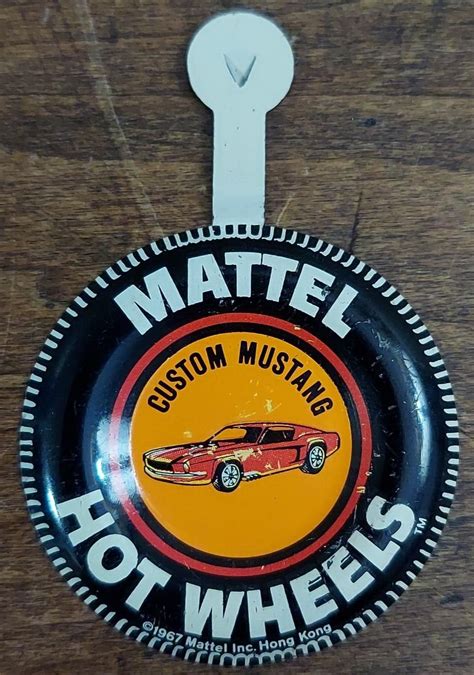 MATTEL
CUSTOM MUSTANG
HOT WHEELS™
©1967 Mattel Inc. Hong Kong